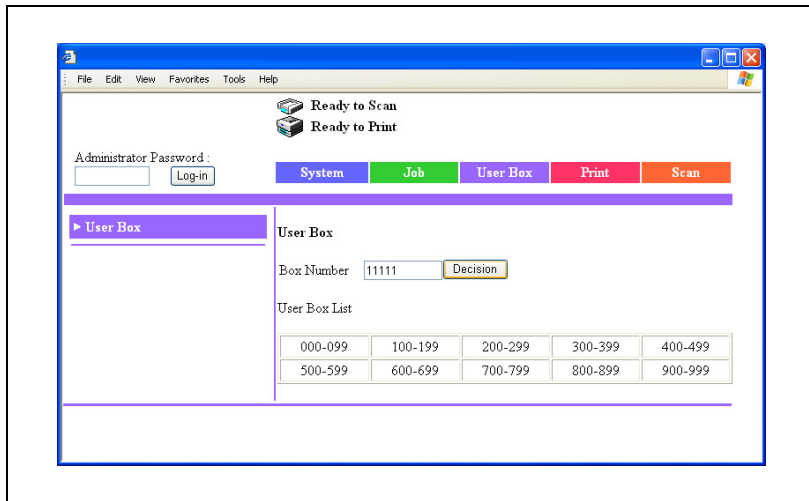 File Edit View Favorites Tools Help
Ready to Scan
Ready to Print
Administrator Password :
Log-in
System Job User Box Print Scan
User Box
User Box
Box Number 11111 Decision
User Box List
000-099 100-199 200-299 300-399 400-499
500-599 600-699 700-799 800-899 900-999